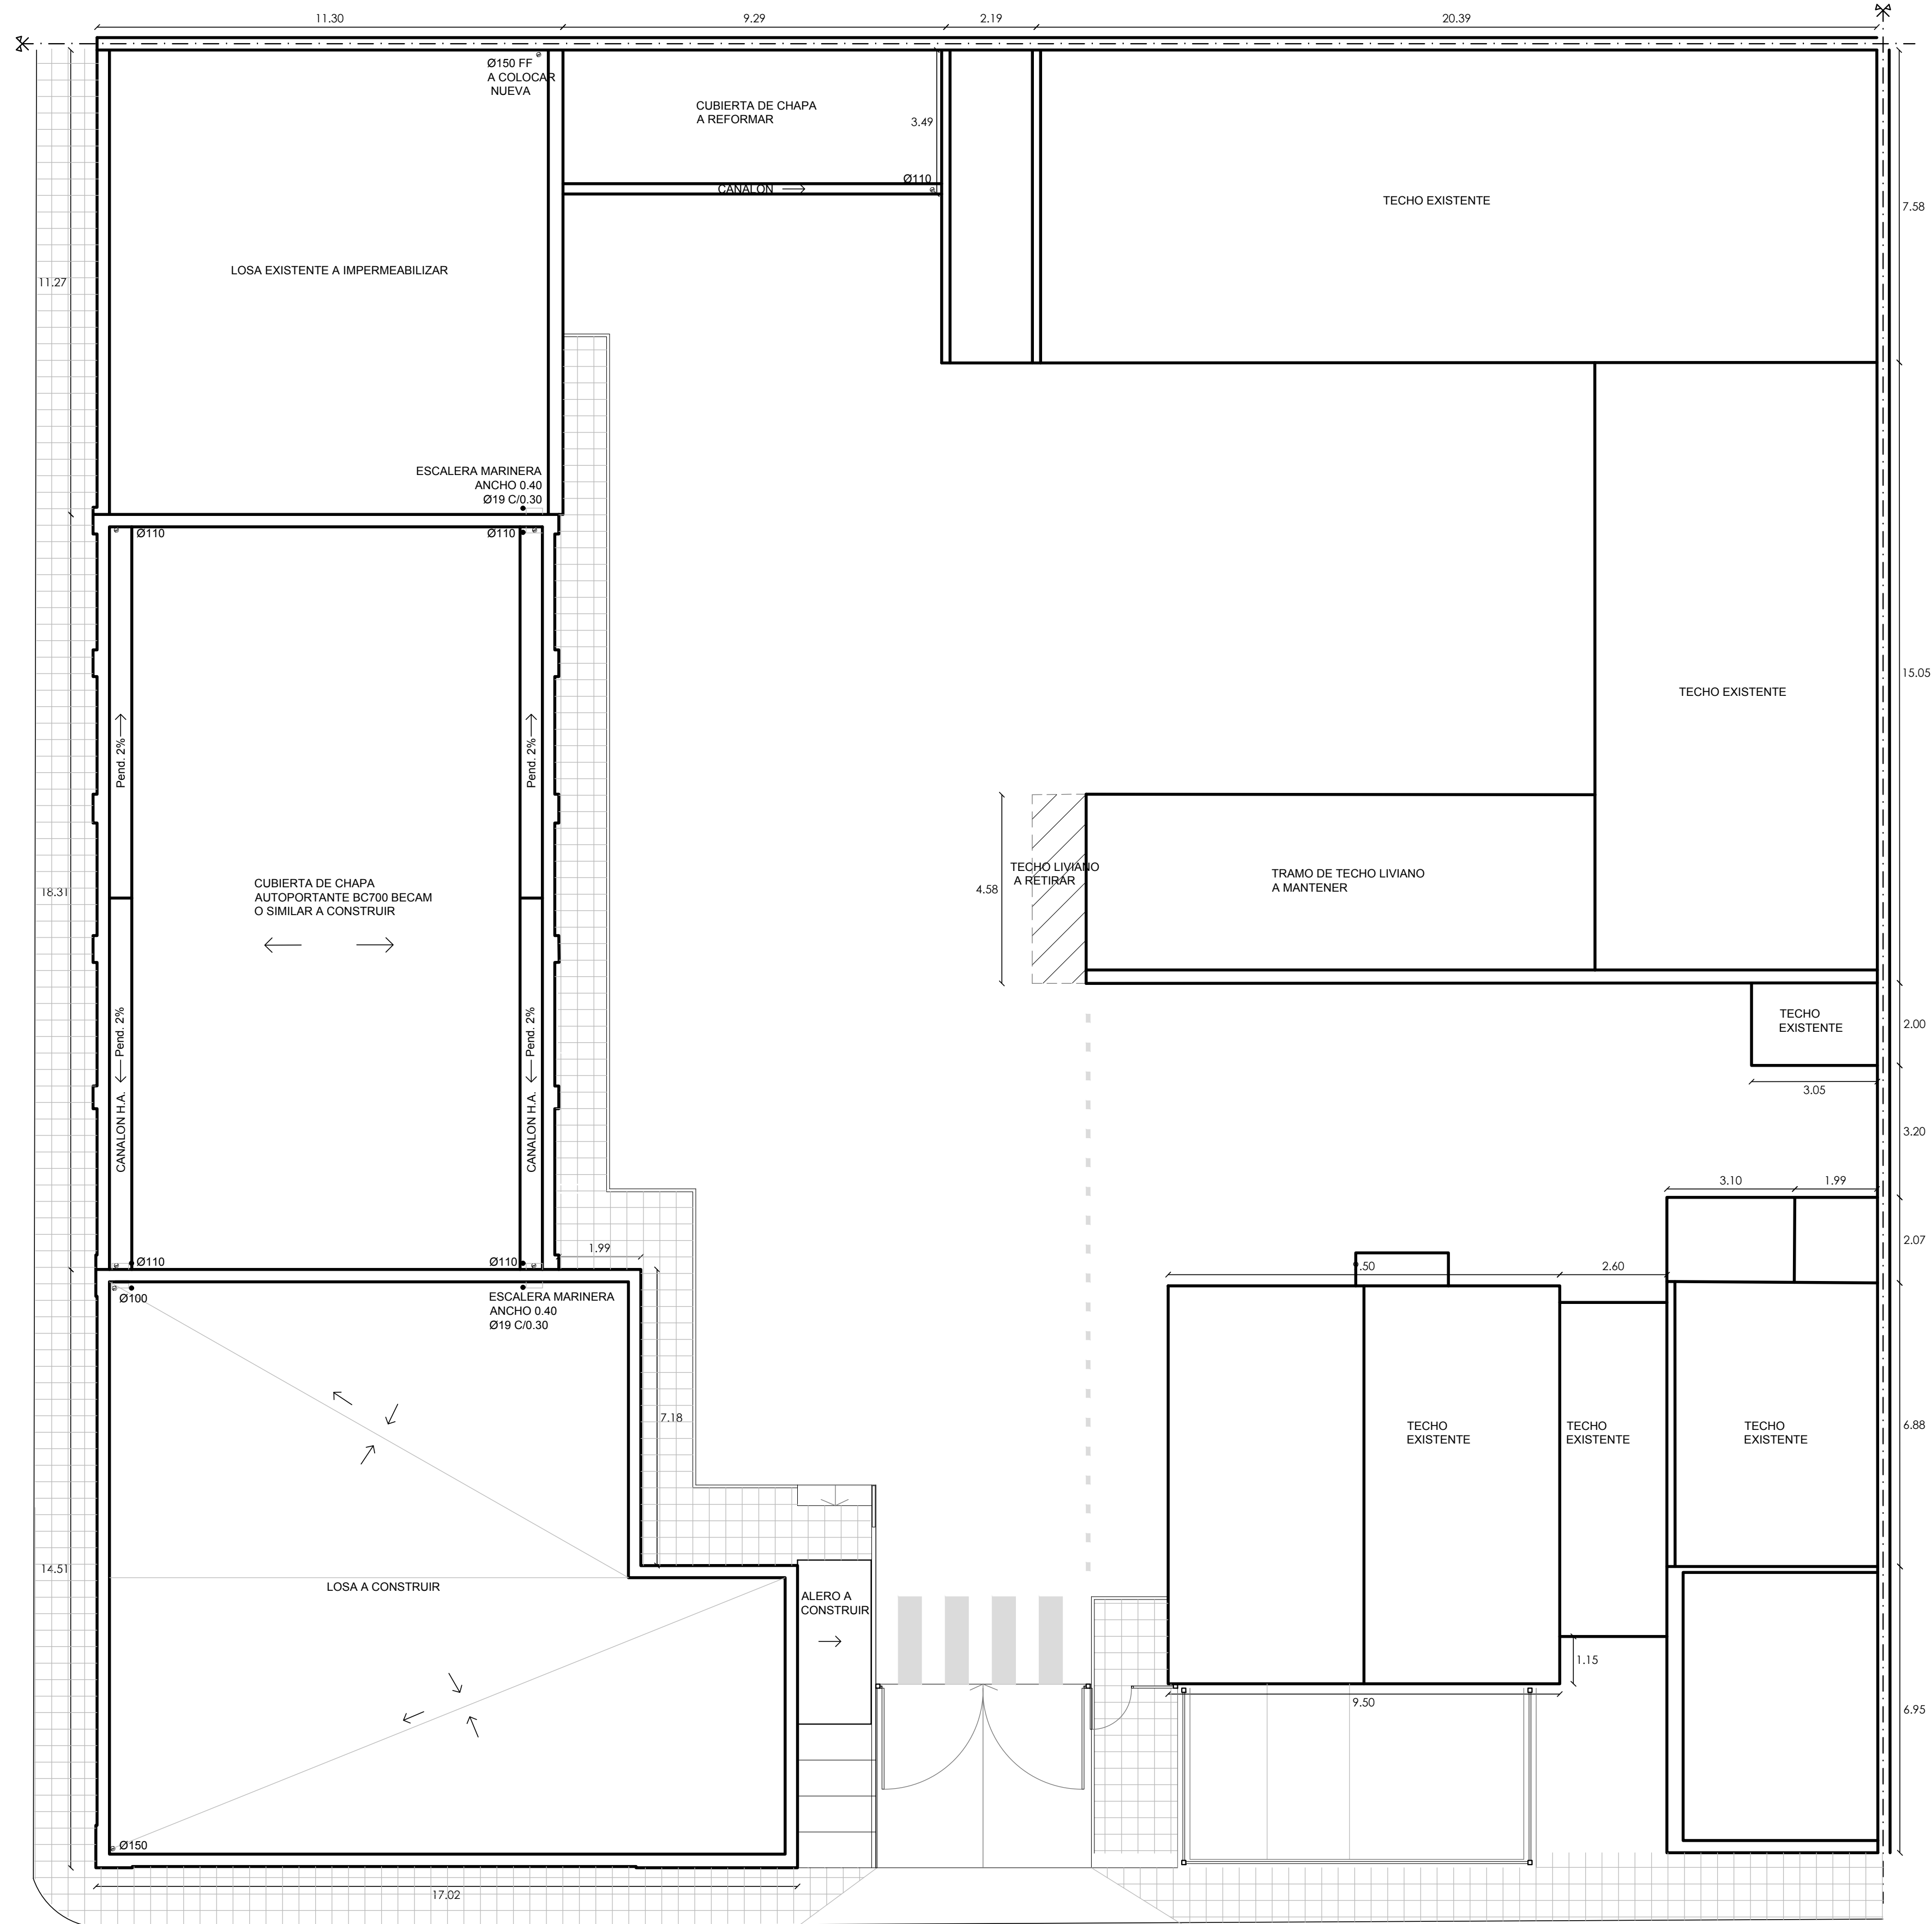 11.30
9.29
2.19
20.39
Ø150 FF
A COLOCAR
NUEVA
CUBIERTA DE CHAPA
A REFORMAR
3.49
Ø110
CANALON
TECHO EXISTENTE
7.58
LOSA EXISTENTE A IMPERMEABILIZAR
11.27
ESCALERA MARINERA
ANCHO 0.40
Ø19 C/0.30
Ø110
Ø110
15.05
TECHO EXISTENTE
Pend. 2%
Pend. 2%
CUBIERTA DE CHAPA
AUTOPORTANTE BC700 BECAM
O SIMILAR A CONSTRUIR
18.31
TECHO LIVIANO
A RETIRAR
4.58
TRAMO DE TECHO LIVIANO
A MANTENER
TECHO
EXISTENTE
2.00
3.05
CANALON H.A.
Pend. 2%
CANALON H.A.
Pend. 2%
3.20
3.10
1.99
2.07
1.99
Ø110
Ø110
9.50
2.60
Ø100
ESCALERA MARINERA
ANCHO 0.40
Ø19 C/0.30
7.18
TECHO
EXISTENTE
TECHO
EXISTENTE
TECHO
EXISTENTE
6.88
14.51
LOSA A CONSTRUIR
ALERO A
CONSTRUIR
1.15
9.50
6.95
Ø150
17.02